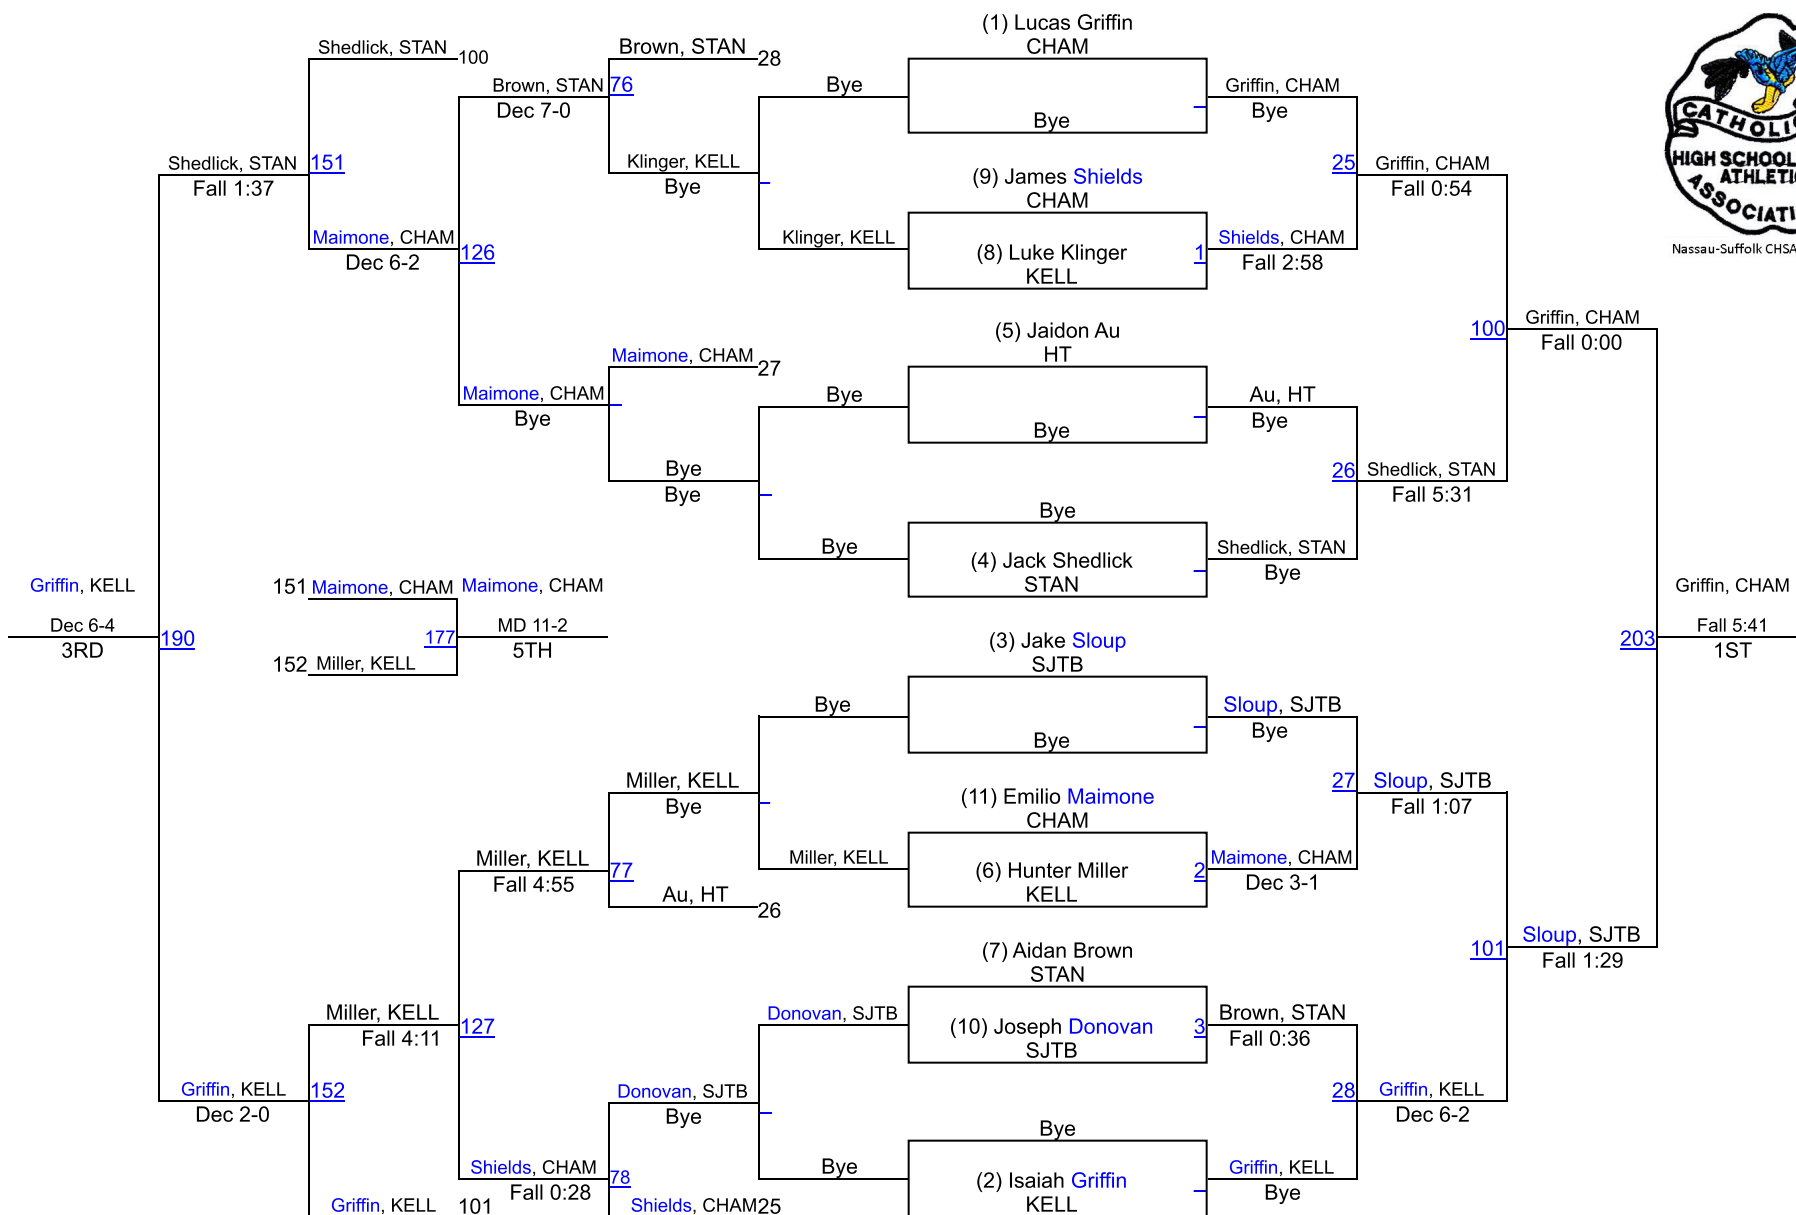 (1) Lucas Griffin
CHAM
Shedlick, STAN
100
Brown, STAN
28
Brown, STAN
76
Dec 7-0
Bye
Bye
Griffin, CHAM
Bye
CATHOLIC
HIGH SCHOOL
ATHLETIC
ASSOCIATI
Nassau-Suffolk CHSA
Shedlick, STAN
151
Fall 1:37
Klinger, KELL
Bye
(9) James Shields
CHAM
25
Griffin, CHAM
Fall 0:54
Maimone, CHAM
126
Dec 6-2
Klinger, KELL
(8) Luke Klinger
KELL
1
Shields, CHAM
Fall 2:58
(5) Jaidon Au
HT
100
Griffin, CHAM
Fall 0:00
Maimone, CHAM
27
Maimone, CHAM
Bye
Bye
Bye
Au, HT
Bye
Bye
Bye
26
Shedlick, STAN
Fall 5:31
Bye
Bye
(4) Jack Shedlick
STAN
Shedlick, STAN
Bye
Griffin, KELL
Dec 6-4
3RD
190
151
Maimone, CHAM
Maimone, CHAM
177
MD 11-2
5TH
152
Miller, KELL
(3) Jake Sloup
SJTB
Griffin, CHAM
203
Fall 5:41
1ST
Bye
Bye
Sloup, SJTB
Bye
Miller, KELL
Bye
(11) Emilio Maimone
CHAM
27
Sloup, SJTB
Fall 1:07
Miller, KELL
Fall 4:55
77
Miller, KELL
(6) Hunter Miller
KELL
2
Maimone, CHAM
Dec 3-1
Au, HT
26
(7) Aidan Brown
STAN
101
Sloup, SJTB
Fall 1:29
Miller, KELL
Fall 4:11
127
Donovan, SJTB
(10) Joseph Donovan
SJTB
3
Brown, STAN
Fall 0:36
Griffin, KELL
152
Dec 2-0
Donovan, SJTB
Bye
28
Griffin, KELL
Dec 6-2
Bye
Shields, CHAM
78
Fall 0:28
Bye
(2) Isaiah Griffin
KELL
Griffin, KELL
Bye
Griffin, KELL
101
Shields, CHAM
25